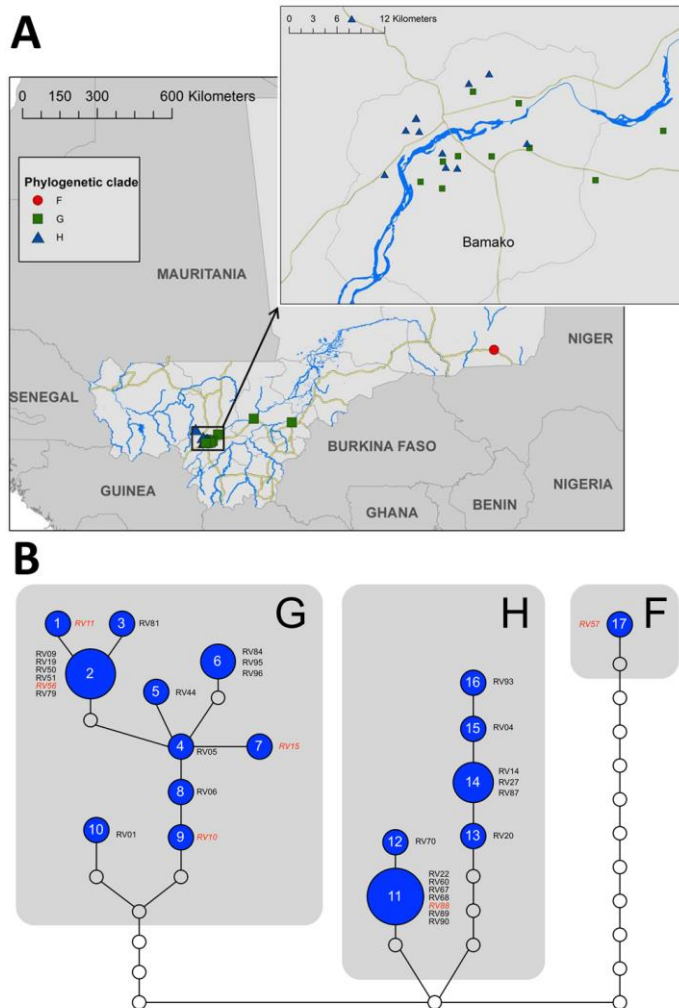 A
0 3 6 12 Kilometers
0 150 300 600 Kilometers
Phylogenetic clade
F
G
H
Bamako
MAURITANIA
NIGER
SENEGAL
BURKINA FASO
GUINEA
BENIN
NIGERIA
GHANA
B
G
H
F
1 RV11
3 RV81
17
RV57
2
RV09
RV19
RV50
RV51
RV56
RV79
6
RV84
RV95
RV96
5 RV44
16 RV93
15 RV04
4
RV05
7 RV15
14
RV14
RV27
RV87
8 RV06
10 RV01
9 RV10
12 RV70
13 RV20
11
RV22
RV60
RV67
RV68
RV88
RV89
RV90